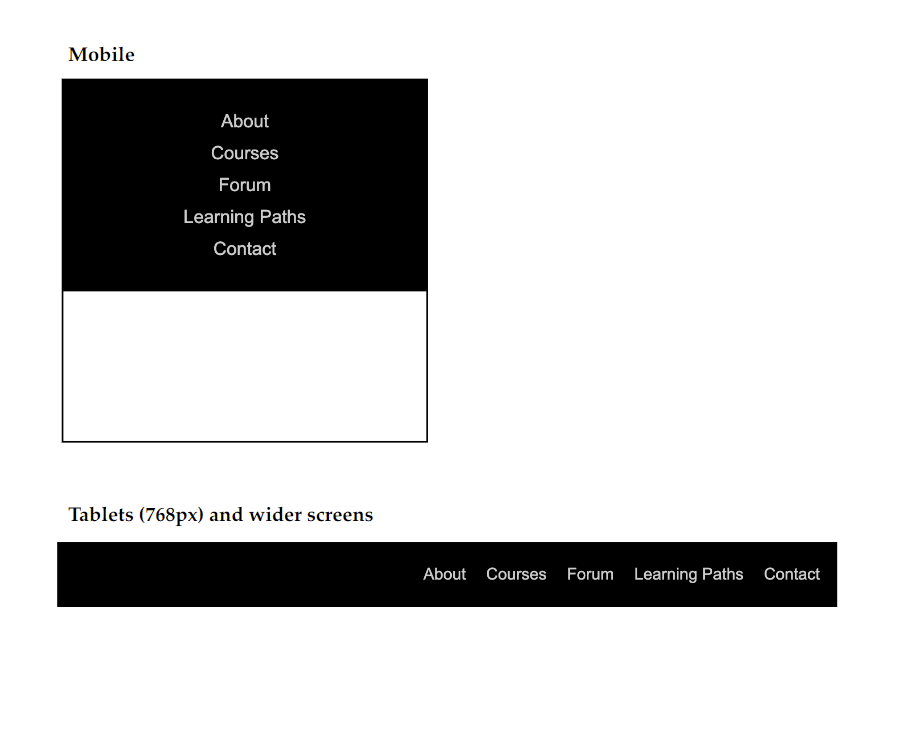 Mobile
About
Courses
Forum
Learning Paths
Contact
Tablets (768px) and wider screens
About Courses Forum Learning Paths Contact